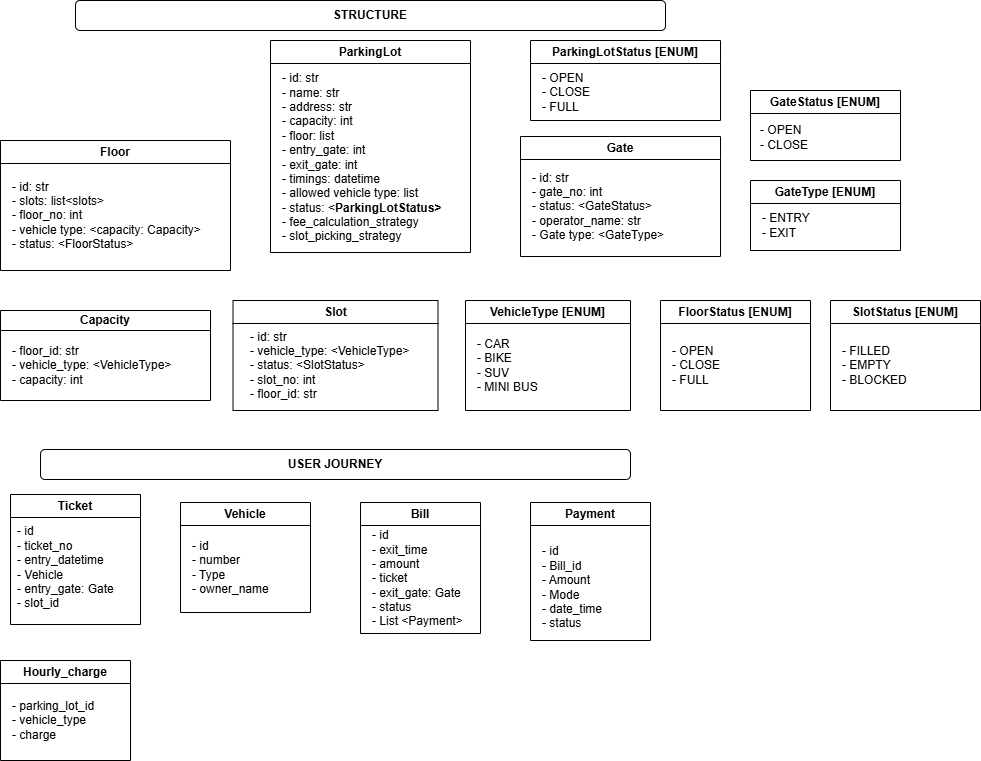 STRUCTURE
ParkingLot
- id: str
- name: str
- address: str
- capacity: int
- floor: list
- entry_gate: int
- exit_gate: int
- timings: datetime
- allowed vehicle type: list
- status: <ParkingLotStatus>
- fee_calculation_strategy
- slot_picking_strategy
ParkingLotStatus [ENUM]
- OPEN
- CLOSE
- FULL
GateStatus [ENUM]
- OPEN
- CLOSE
Floor
- id: str
- slots: list<slots>
- floor_no: int
- vehicle type: <capacity: Capacity>
- status: <FloorStatus>
Gate
- id: str
- gate_no: int
- status: <GateStatus>
- operator_name: str
- Gate type: <GateType>
GateType [ENUM]
- ENTRY
- EXIT
Capacity
- floor_id: str
- vehicle_type: <VehicleType>
- capacity: int
Slot
- id: str
- vehicle_type: <VehicleType>
- status: <SlotStatus>
- slot_no: int
- floor_id: str
VehicleType [ENUM]
- CAR
- BIKE
- SUV
- MINI BUS
FloorStatus [ENUM]
- OPEN
- CLOSE
- FULL
SlotStatus [ENUM]
- FILLED
- EMPTY
- BLOCKED
USER JOURNEY
Ticket
- id
- ticket_no
- entry_datetime
- Vehicle
- entry_gate: Gate
- slot_id
Vehicle
- id
- number
- Type
- owner_name
Bill
- id
- exit_time
- amount
- ticket
- exit_gate: Gate
- status
- List <Payment>
Payment
- id
- Bill_id
- Amount
- Mode
- date_time
- status
Hourly_charge
- parking_lot_id
- vehicle_type
- charge